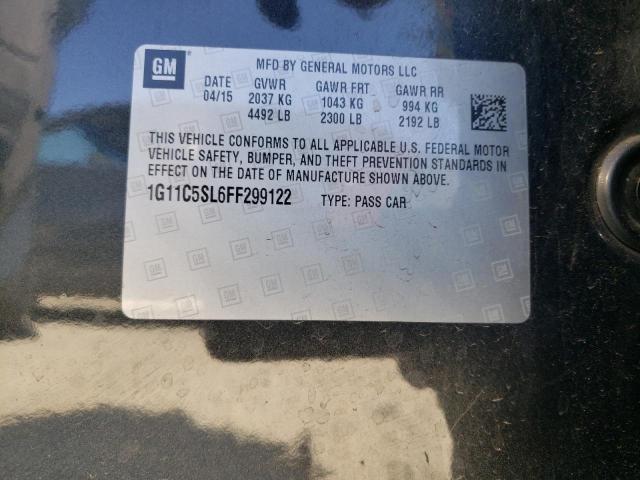 GM
MFD BY GENERAL MOTORS LLC
DATE GVWR GAWR FRT GAWR RR
04/15 2037 KG 1043 KG 994 KG
4492 LB 2300 LB 2192 LB
THIS VEHICLE CONFORMS TO ALL APPLICABLE U.S. FEDERAL MOTOR
VEHICLE SAFETY, BUMPER, AND THEFT PREVENTION STANDARDS IN
EFFECT ON THE DATE OF MANUFACTURE SHOWN ABOVE.
1G11C5SL6FF299122 TYPE: PASS CAR